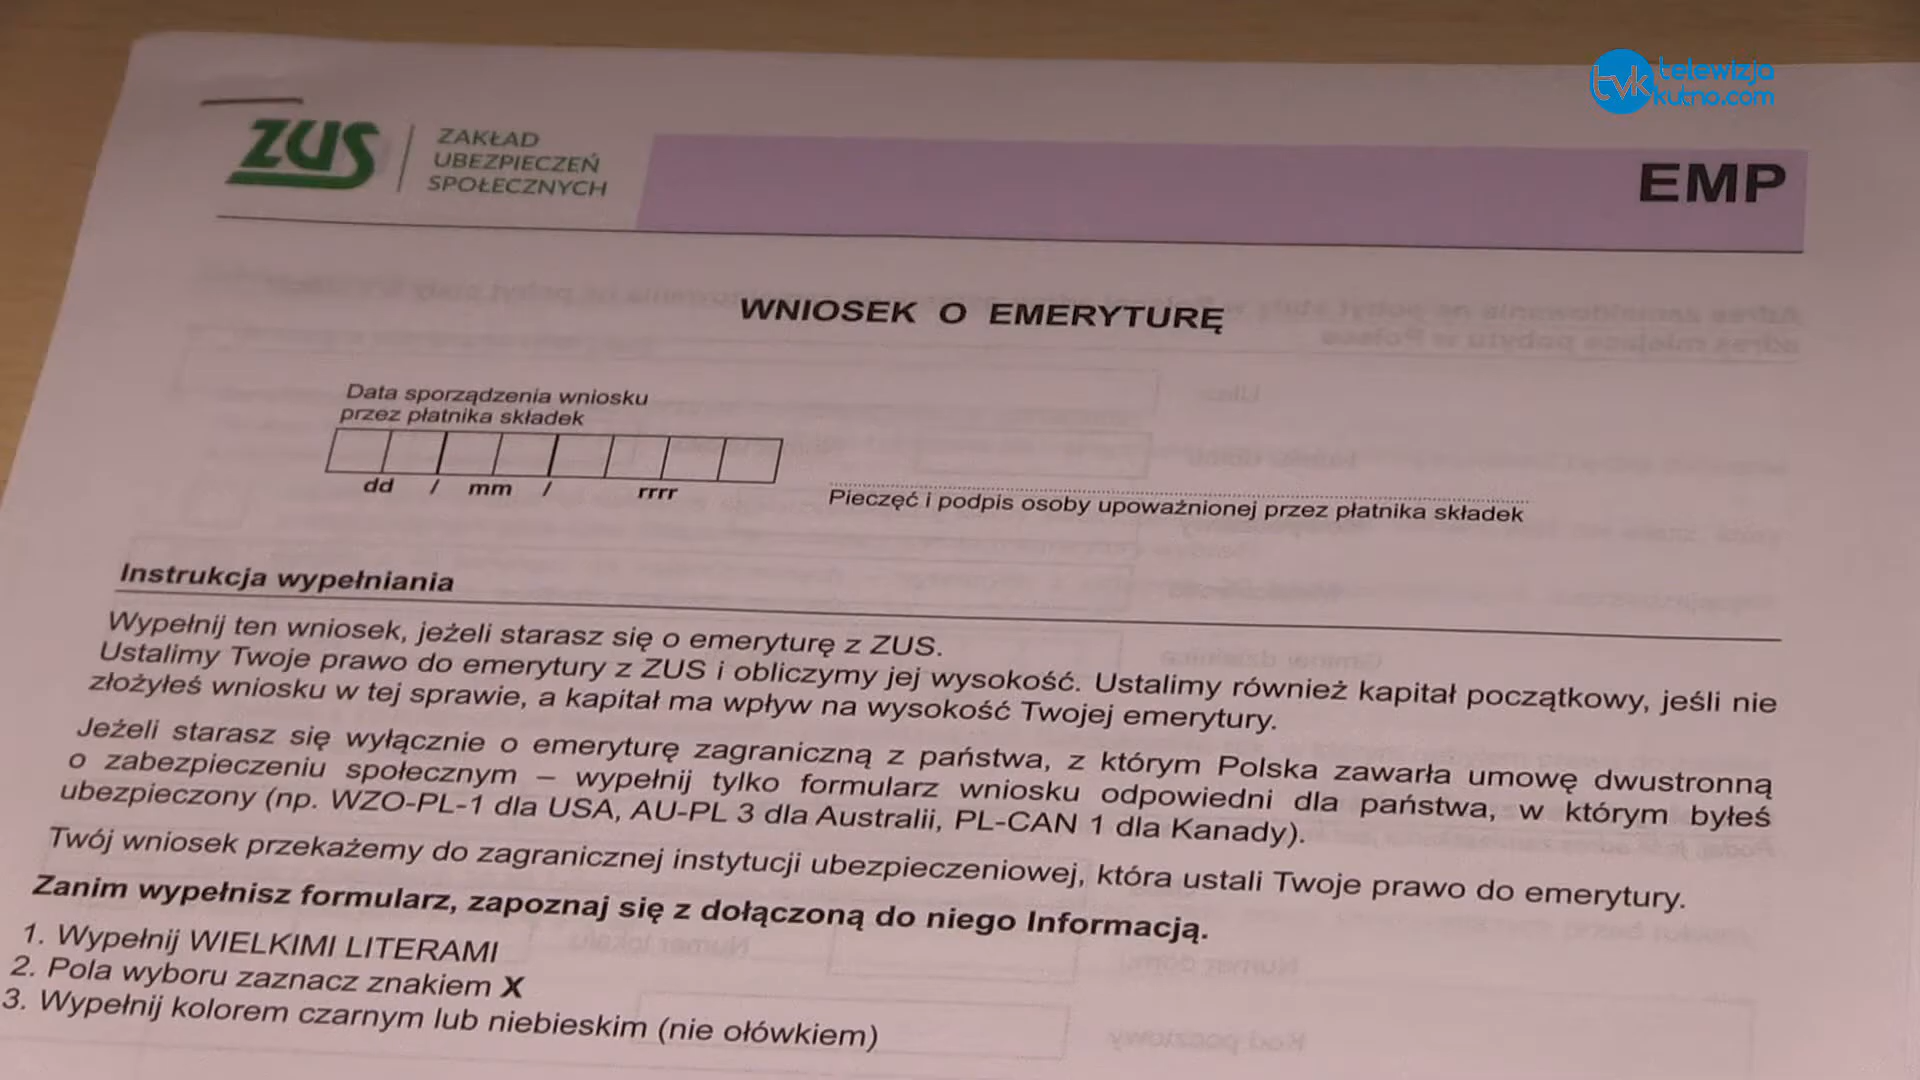 tvk telewizja
kutno.com
ZUS
ZAKŁAD
UBEZPIECZEŃ
SPOŁECZNYCH
EMP
WNIOSEK O EMERYTURĘ
Data sporządzenia wniosku
przez płatnika składek
dd / mm / rrrr
Pieczęć i podpis osoby upoważnionej przez płatnika składek
Instrukcja wypełniania
Wypełnij ten wniosek, jeżeli starasz się o emeryturę z ZUS.
Ustalimy Twoje prawo do emerytury z ZUS i obliczymy jej wysokość. Ustalimy również kapitał początkowy, jeśli nie
złożyłeś wniosku w tej sprawie, a kapitał ma wpływ na wysokość Twojej emerytury.
Jeżeli starasz się wyłącznie o emeryturę zagraniczną z państwa, z którym Polska zawarła umowę dwustronną
o zabezpieczeniu społecznym – wypełnij tylko formularz wniosku odpowiedni dla państwa, w którym byłeś
ubezpieczony (np. WZO-PL-1 dla USA, AU-PL 3 dla Australii, PL-CAN 1 dla Kanady).
Twój wniosek przekażemy do zagranicznej instytucji ubezpieczeniowej, która ustali Twoje prawo do emerytury.
Zanim wypełnisz formularz, zapoznaj się z dołączoną do niego Informacją.
1. Wypełnij WIELKIMI LITERAMI
2. Pola wyboru zaznacz znakiem X
3. Wypełnij kolorem czarnym lub niebieskim (nie ołówkiem)